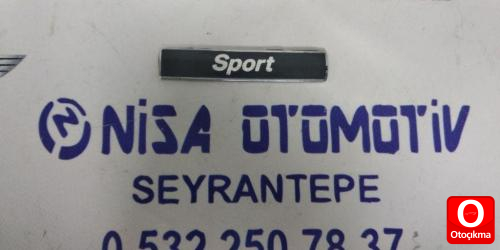 Sport
NİSA OTOMOTİV
SEYRANTEPE
0 532 250 78 37
O
Otoçıkma